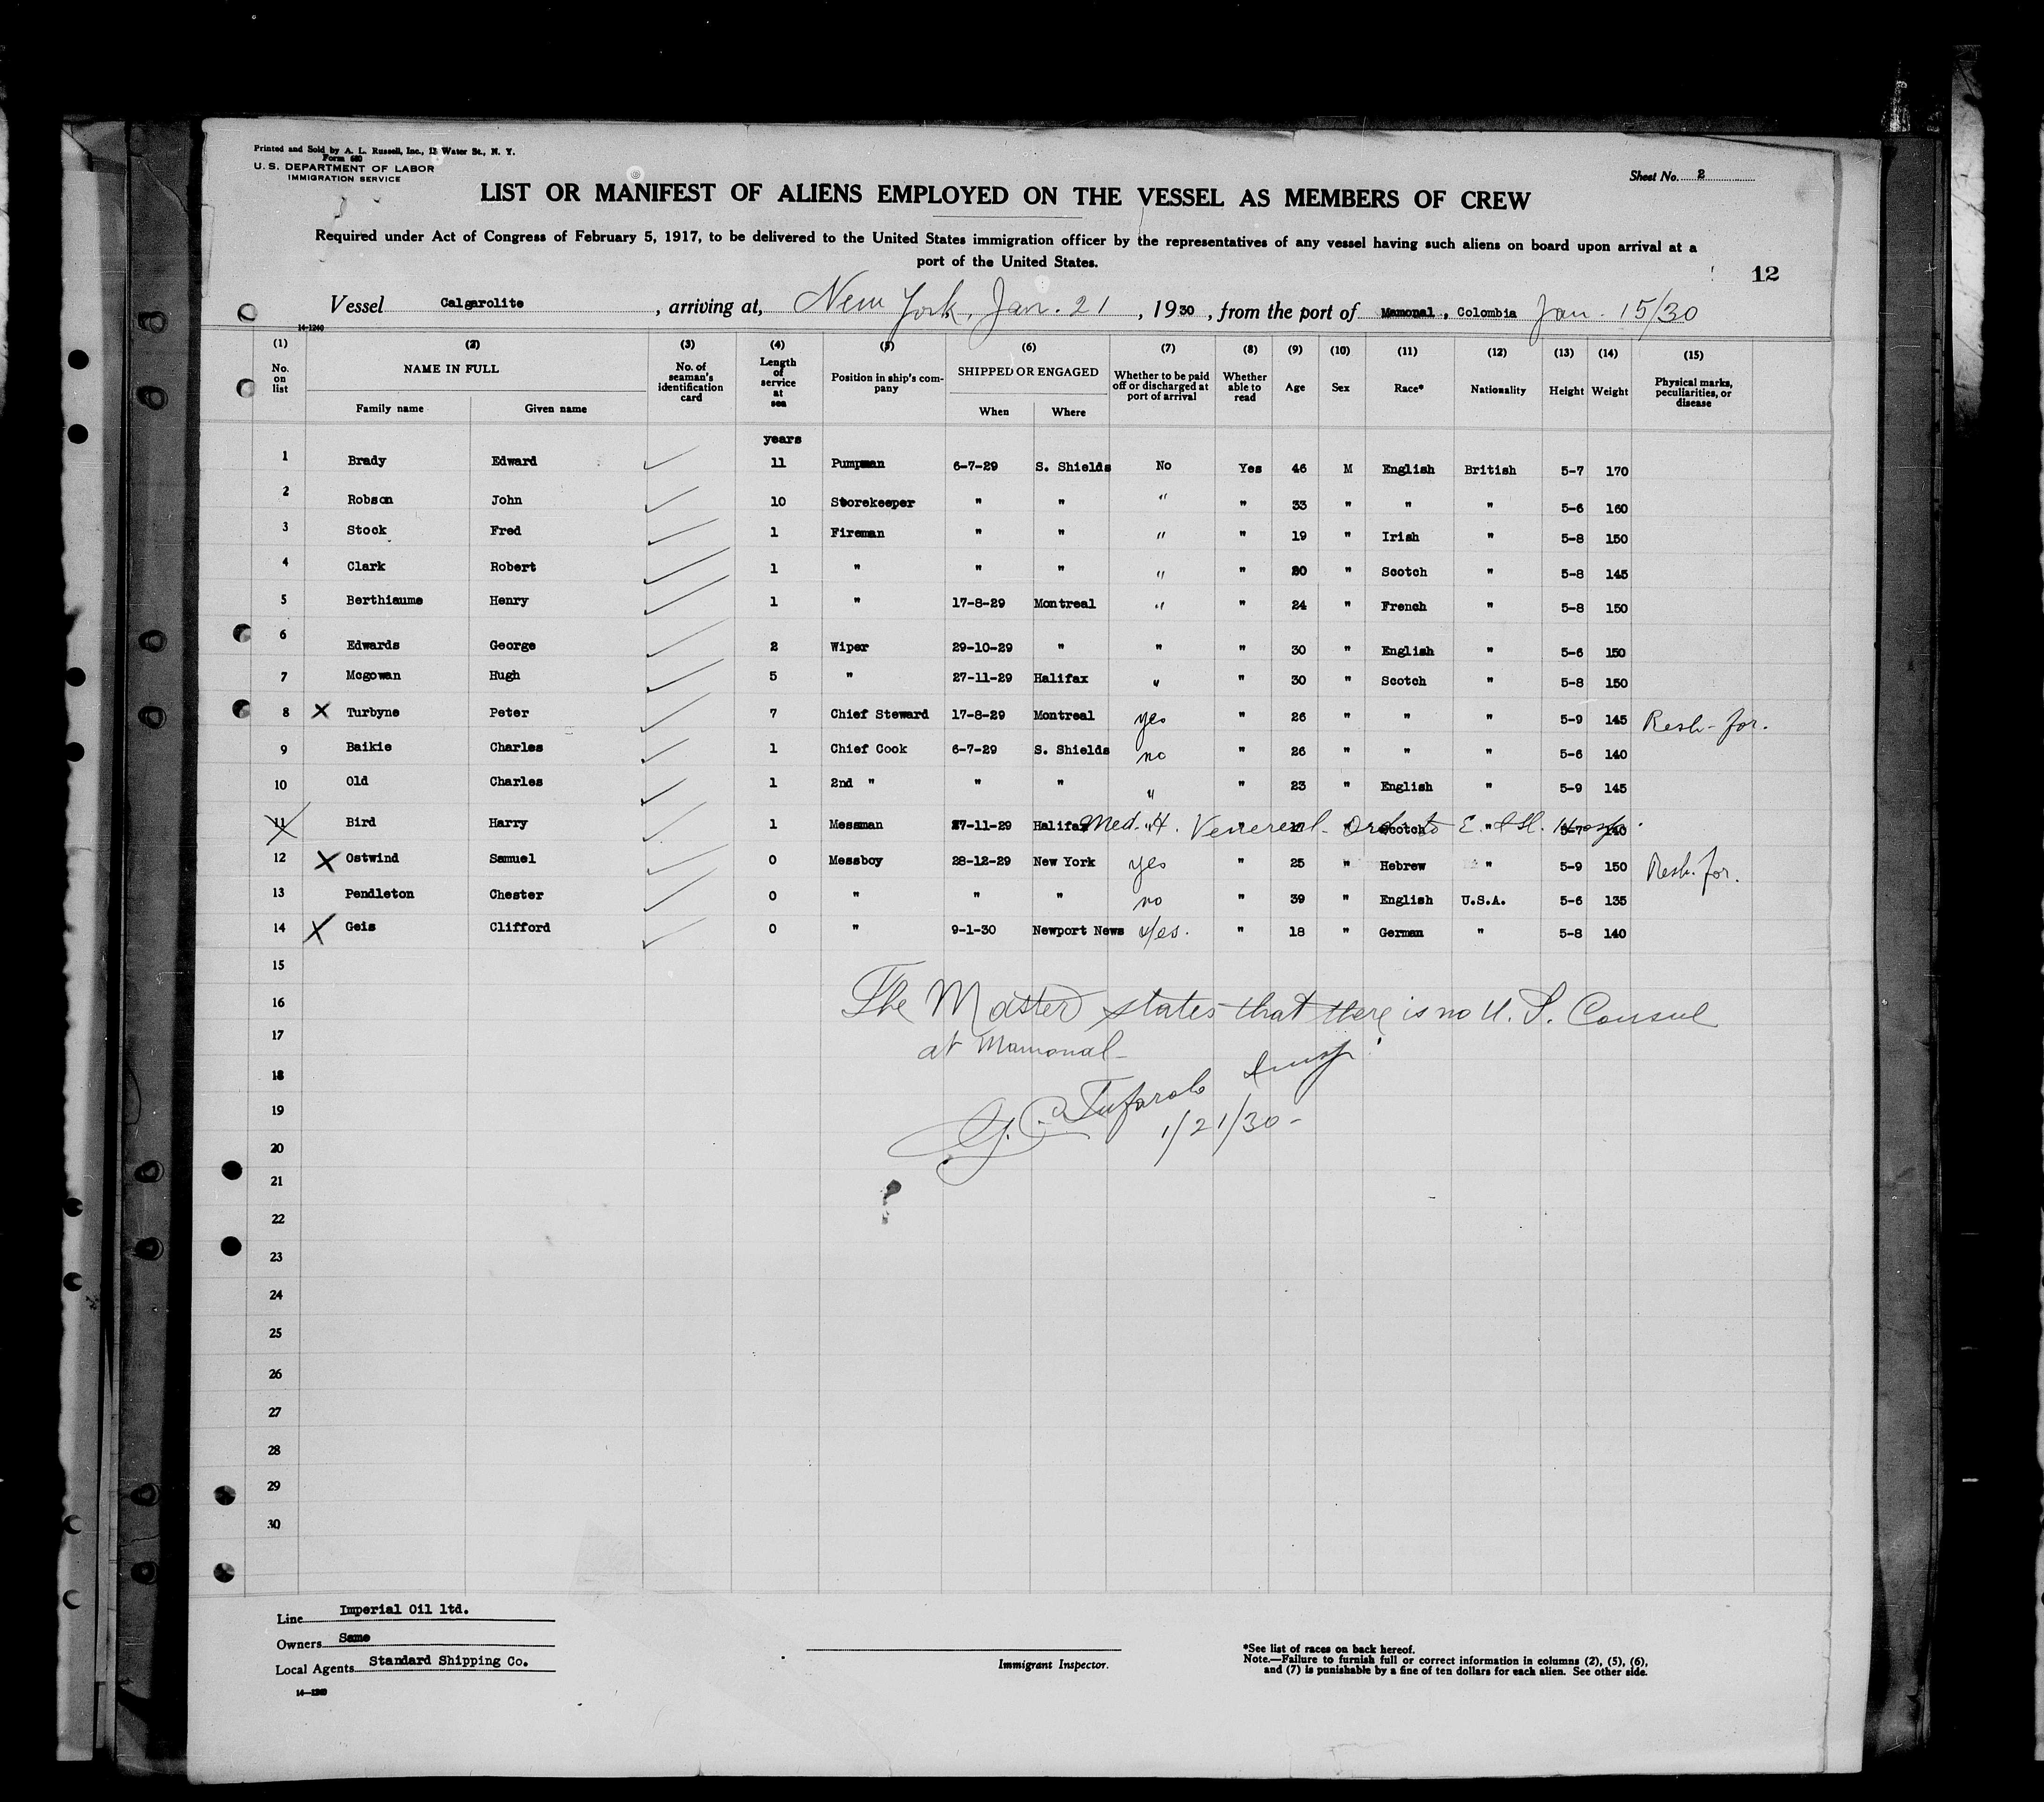 Printed and Sold by A. L. Russell, Inc., 12 Water St., N. Y.
Form 680
U. S. DEPARTMENT OF LABOR
IMMIGRATION SERVICE
Sheet No. 2
LIST OR MANIFEST OF ALIENS EMPLOYED ON THE VESSEL AS MEMBERS OF CREW
Required under Act of Congress of February 5, 1917, to be delivered to the United States immigration officer by the representatives of any vessel having such aliens on board upon arrival at a
port of the United States.
12
Vessel Calgarolite, arriving at, New York, Jan. 21, 1930, from the port of Mamonal, Colombia Jan. 15/30
14-1240
(1) (2) (3) (4) (5) (6) (7) (8) (9) (10) (11) (12) (13) (14) (15)
No. on list NAME IN FULL Family name Given name No. of seaman's identification card Length of service at sea Position in ship's company SHIPPED OR ENGAGED When Where Whether to be paid off or discharged at port of arrival Whether able to read Age Sex Race* Nationality Height Weight Physical marks, peculiarities, or disease
years
1 Brady Edward 11 Pumpman 6-7-29 S. Shields No Yes 46 M English British 5-7 170
2 Robson John 10 Storekeeper " " " " 33 " " " 5-6 160
3 Stock Fred 1 Fireman " " " " 19 " Irish " 5-8 150
4 Clark Robert 1 " " " " " 20 " Scotch " 5-8 145
5 Berthiaume Henry 1 " 17-8-29 Montreal " " 24 " French " 5-8 150
6 Edwards George 2 Wiper 29-10-29 " " " 30 " English " 5-6 150
7 Mcgowan Hugh 5 " 27-11-29 Halifax " " 30 " Scotch " 5-8 150
8 X Turbyne Peter 7 Chief Steward 17-8-29 Montreal yes " 26 " " " 5-9 145 Resh. for.
9 Baikie Charles 1 Chief Cook 6-7-29 S. Shields no " 26 " " " 5-6 140
10 Old Charles 1 2nd " " " " " 23 " English " 5-9 145
11 Bird Harry 1 Messman 27-11-29 Halifax " " " Scotch " 5-7 140 Med. Venereal - Ord. to E. Isl. Hosp.
12 X Ostwind Samuel 0 Messboy 28-12-29 New York yes " 25 " Hebrew " 5-9 150 Resh. for.
13 Pendleton Chester 0 " " " no " 39 " English U.S.A. 5-6 135
14 X Geis Clifford 0 " 9-1-30 Newport News yes. " 18 " German " 5-8 140
15
16 The Master states that there is no U. S. Consul
17 at Mamonal -
18
19 Insp.
20 1/21/30 -
21
22
23
24
25
26
27
28
29
30
Line Imperial Oil ltd.
Owners Same
Local Agents Standard Shipping Co.
14-1240
Immigrant Inspector.
*See list of races on back hereof.
Note.—Failure to furnish full or correct information in columns (2), (5), (6),
and (7) is punishable by a fine of ten dollars for each alien. See other side.